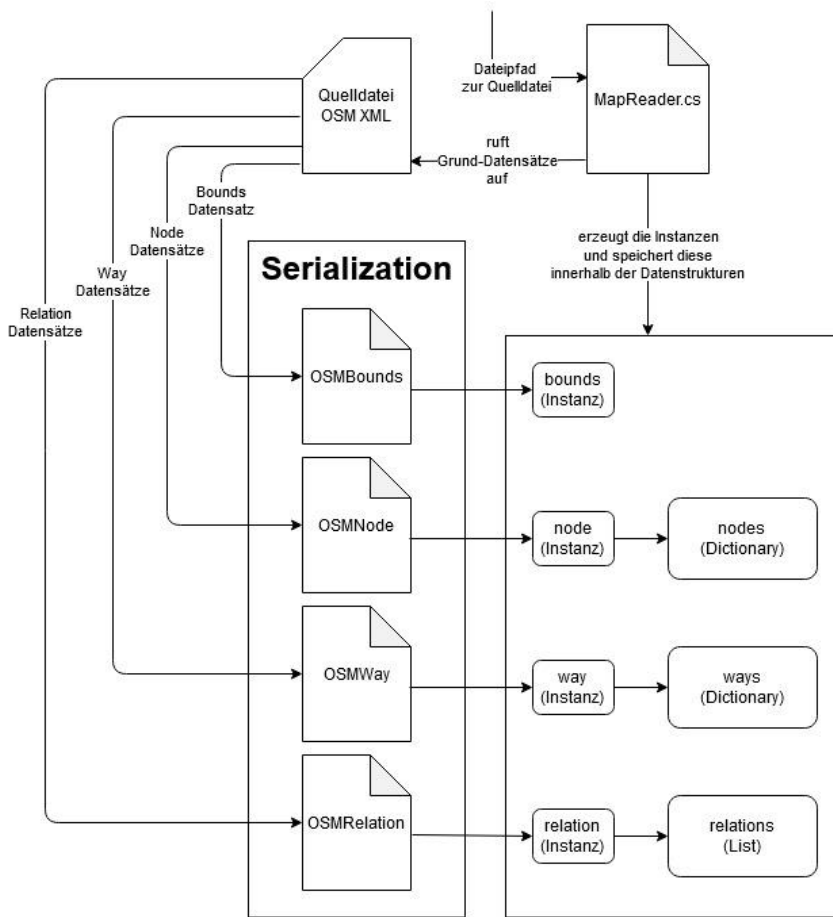 Quelldatei
OSM XML
Dateipfad
zur Quelldatei
MapReader.cs
ruft
Grund-Datensätze
auf
Bounds
Datensatz
Node
Datensätze
Way
Datensätze
Relation
Datensätze
erzeugt die Instanzen
und speichert diese
innerhalb der Datenstrukturen
Serialization
OSMBounds
bounds
(Instanz)
OSMNode
node
(Instanz)
nodes
(Dictionary)
OSMWay
way
(Instanz)
ways
(Dictionary)
OSMRelation
relation
(Instanz)
relations
(List)